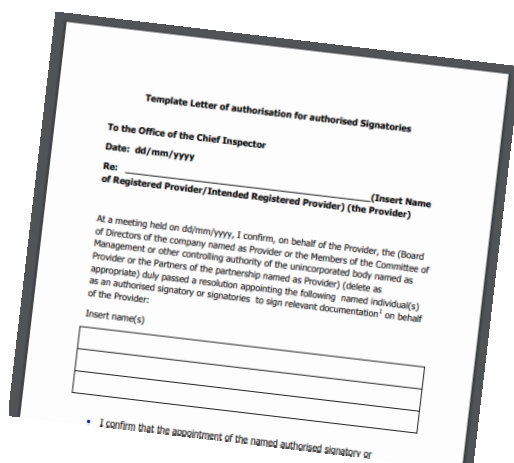 Template Letter of authorisation for authorised Signatories
To the Office of the Chief Inspector
Date: dd/mm/yyyy
Re: ______________________________(Insert Name
of Registered Provider/Intended Registered Provider) (the Provider)
At a meeting held on dd/mm/yyyy, I confirm, on behalf of the Provider, the (Board
of Directors of the company named as Provider or the Members of the Committee of
Management or other controlling authority of the unincorporated body named as
Provider or the Partners of the partnership named as Provider) (delete as
appropriate) duly passed a resolution appointing the following named individual(s)
as an authorised signatory or signatories to sign relevant documentation¹ on behalf
of the Provider:
Insert name(s)
• I confirm that the appointment of the named authorised signatory or